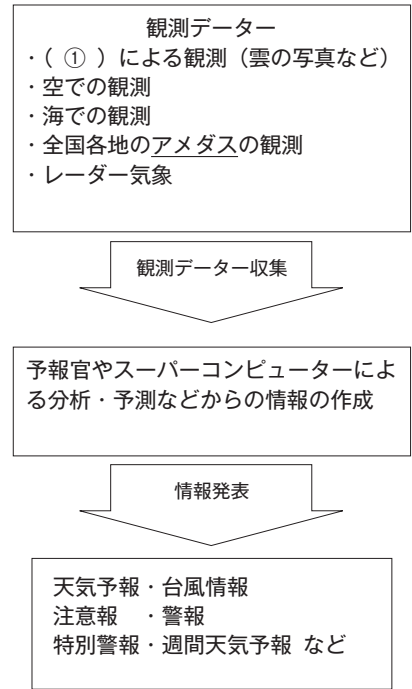 観測データー
・( ① ) による観測（雲の写真など）
・空での観測
・海での観測
・全国各地のアメダスの観測
・レーダー気象
観測データー収集
予報官やスーパーコンピューターによ
る分析・予測などからの情報の作成
情報発表
天気予報・台風情報
注意報　・警報
特別警報・週間天気予報 など